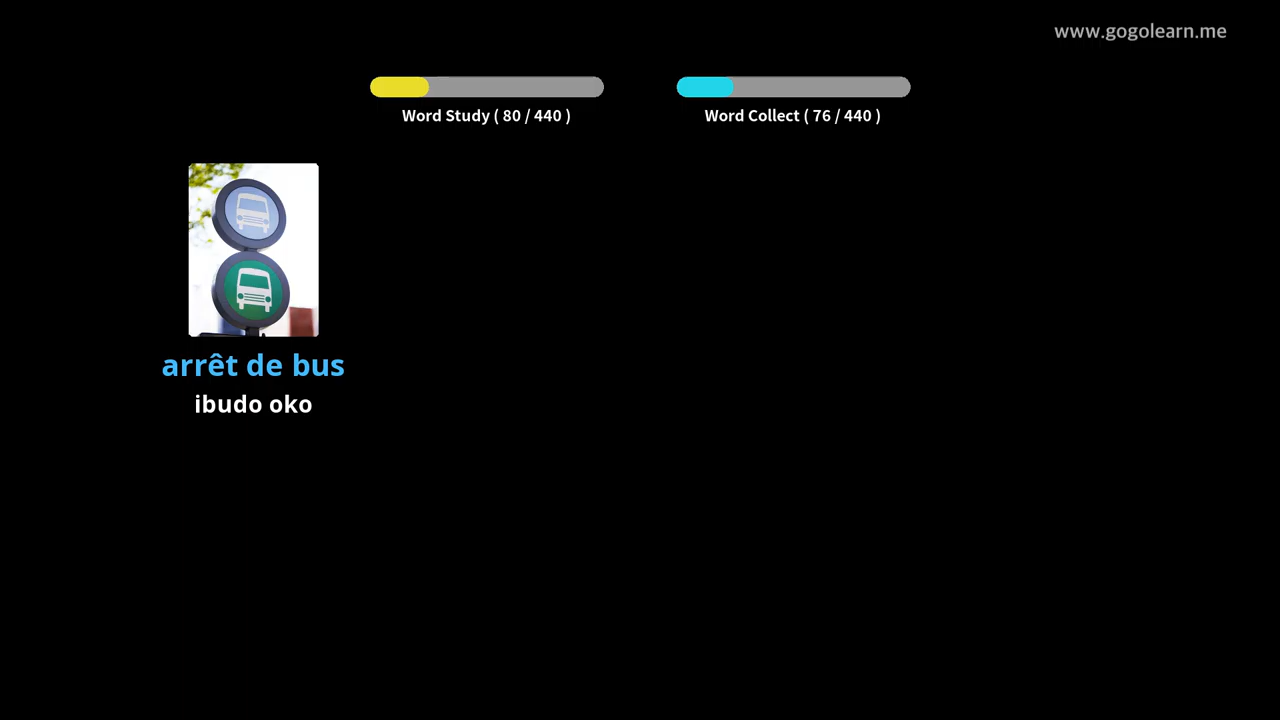 www.gogolearn.me
Word Study ( 80 / 440 )
Word Collect ( 76 / 440 )
arrêt de bus
ibudo oko